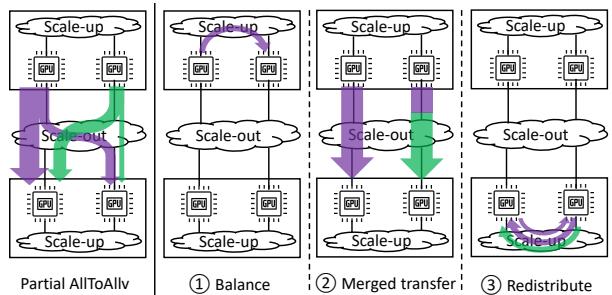 Scale-up
GPU
GPU
Scale-out
GPU
GPU
Scale-up
Partial AllToAllv
Scale-up
GPU
GPU
Scale-out
GPU
GPU
Scale-up
① Balance
Scale-up
GPU
GPU
Scale-out
GPU
GPU
Scale-up
② Merged transfer
Scale-up
GPU
GPU
Scale-out
GPU
GPU
Scale-up
③ Redistribute